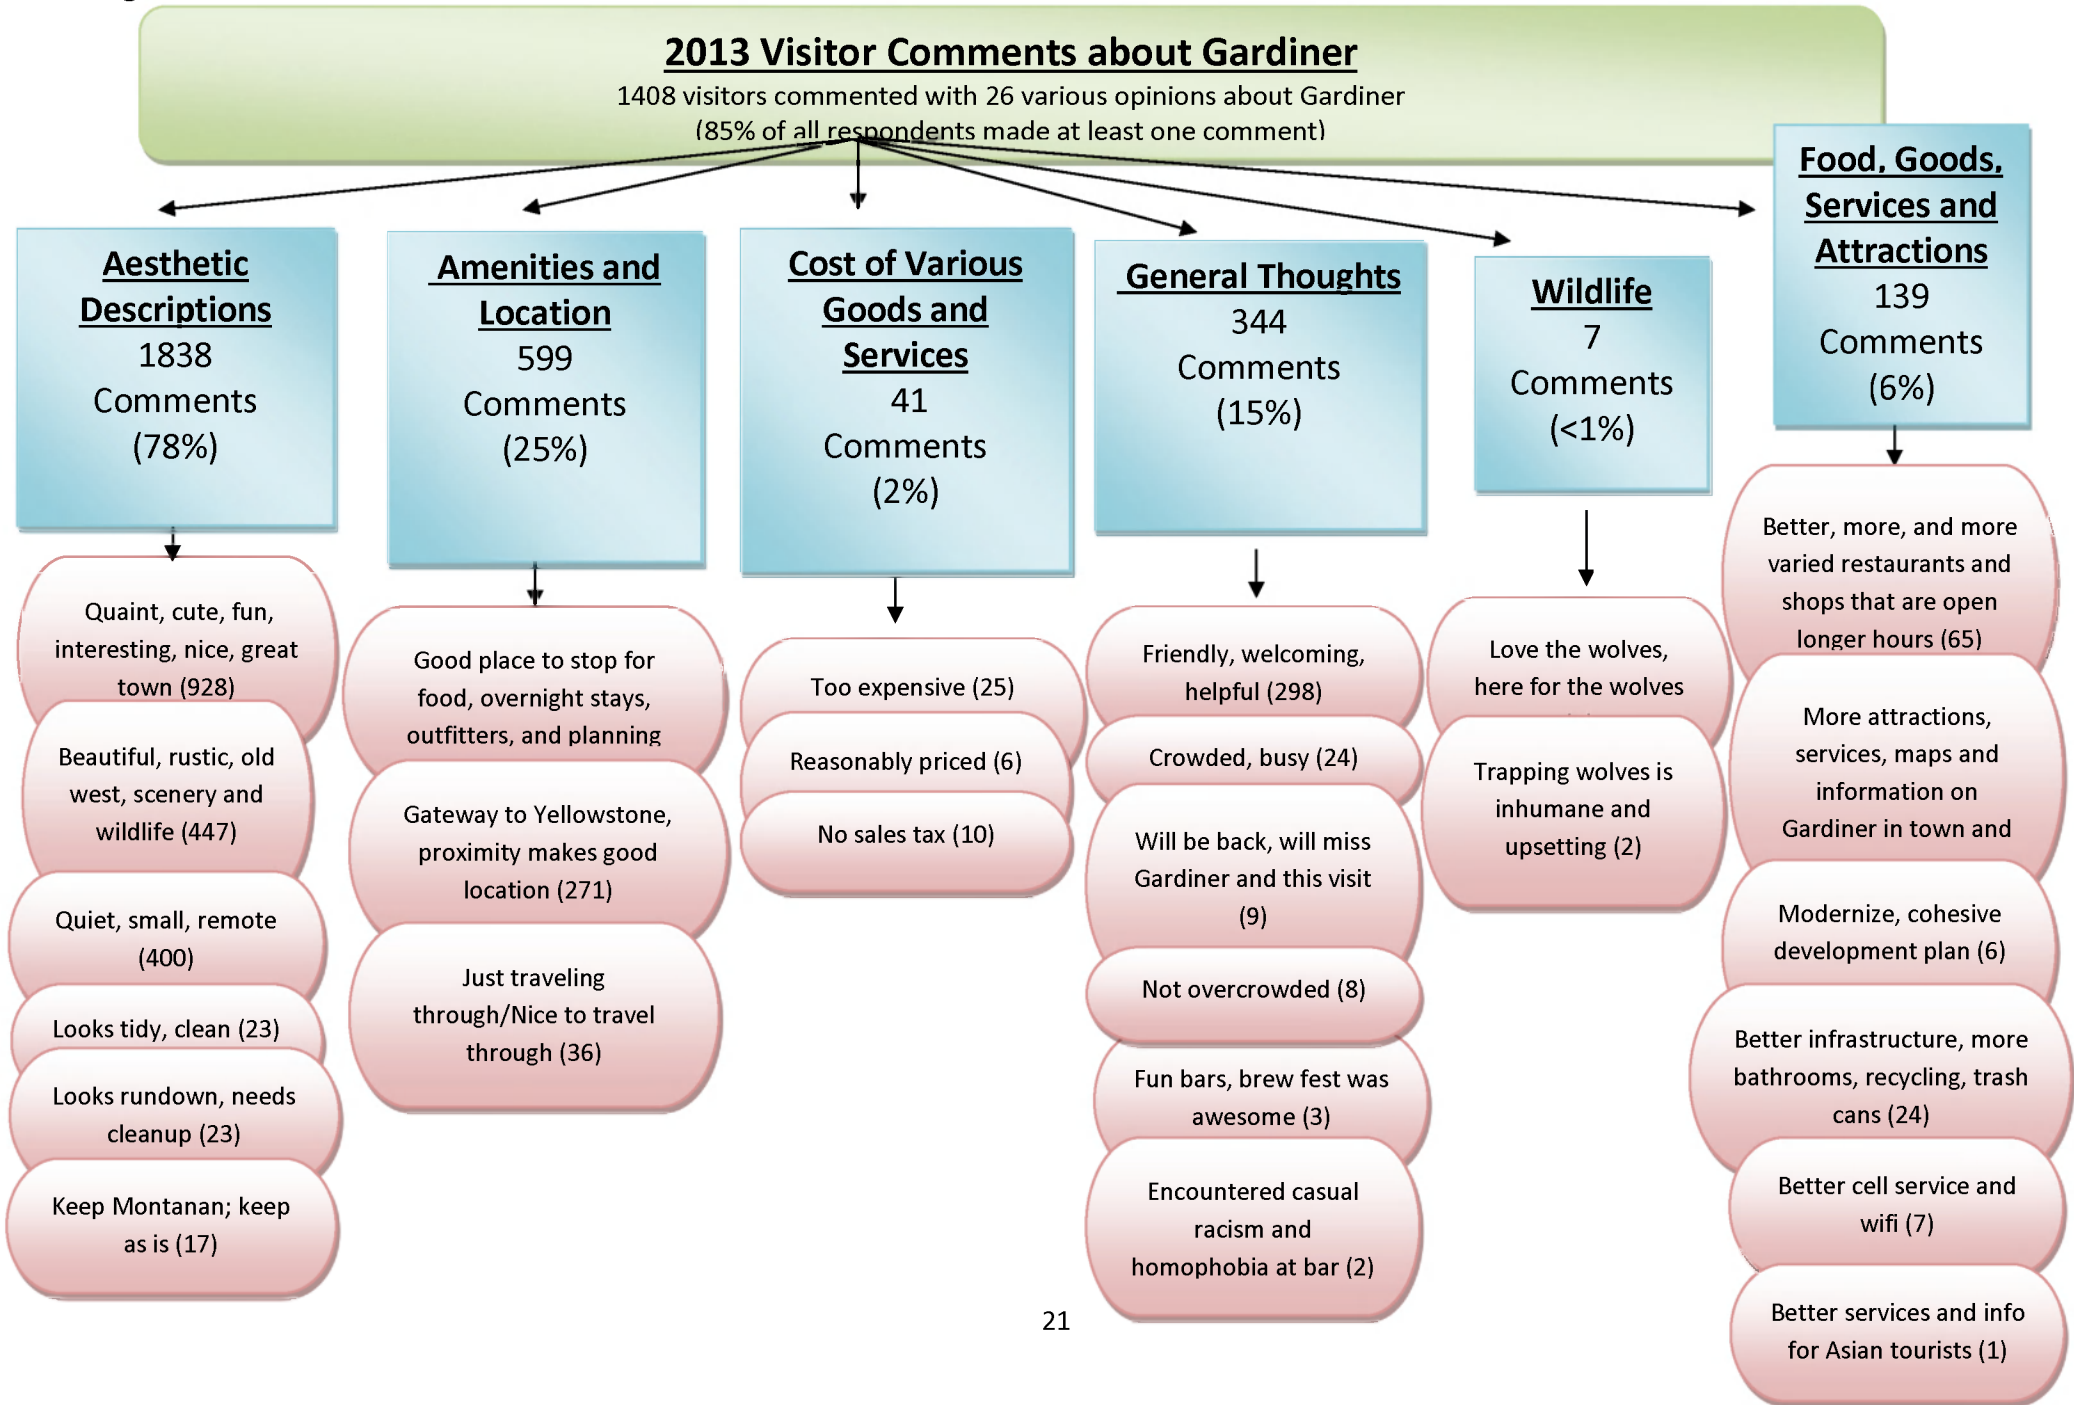 2013 Visitor Comments about Gardiner
1408 visitors commented with 26 various opinions about Gardiner
(85% of all respondents made at least one comment)
Aesthetic
Descriptions
1838
Comments
(78%)
Quaint, cute, fun,
interesting, nice, great
town (928)
Beautiful, rustic, old
west, scenery and
wildlife (447)
Quiet, small, remote
(400)
Looks tidy, clean (23)
Looks rundown, needs
cleanup (23)
Keep Montanan; keep
as is (17)
Amenities and
Location
599
Comments
(25%)
Good place to stop for
food, overnight stays,
outfitters, and planning
Gateway to Yellowstone,
proximity makes good
location (271)
Just traveling
through/Nice to travel
through (36)
Cost of Various
Goods and
Services
41
Comments
(2%)
Too expensive (25)
Reasonably priced (6)
No sales tax (10)
General Thoughts
344
Comments
(15%)
Friendly, welcoming,
helpful (298)
Crowded, busy (24)
Will be back, will miss
Gardiner and this visit
(9)
Not overcrowded (8)
Fun bars, brew fest was
awesome (3)
Encountered casual
racism and
homophobia at bar (2)
Wildlife
7
Comments
(<1%)
Love the wolves,
here for the wolves
Trapping wolves is
inhumane and
upsetting (2)
Food, Goods,
Services and
Attractions
139
Comments
(6%)
Better, more, and more
varied restaurants and
shops that are open
longer hours (65)
More attractions,
services, maps and
information on
Gardiner in town and
Modernize, cohesive
development plan (6)
Better infrastructure, more
bathrooms, recycling, trash
cans (24)
Better cell service and
wifi (7)
Better services and info
for Asian tourists (1)
21